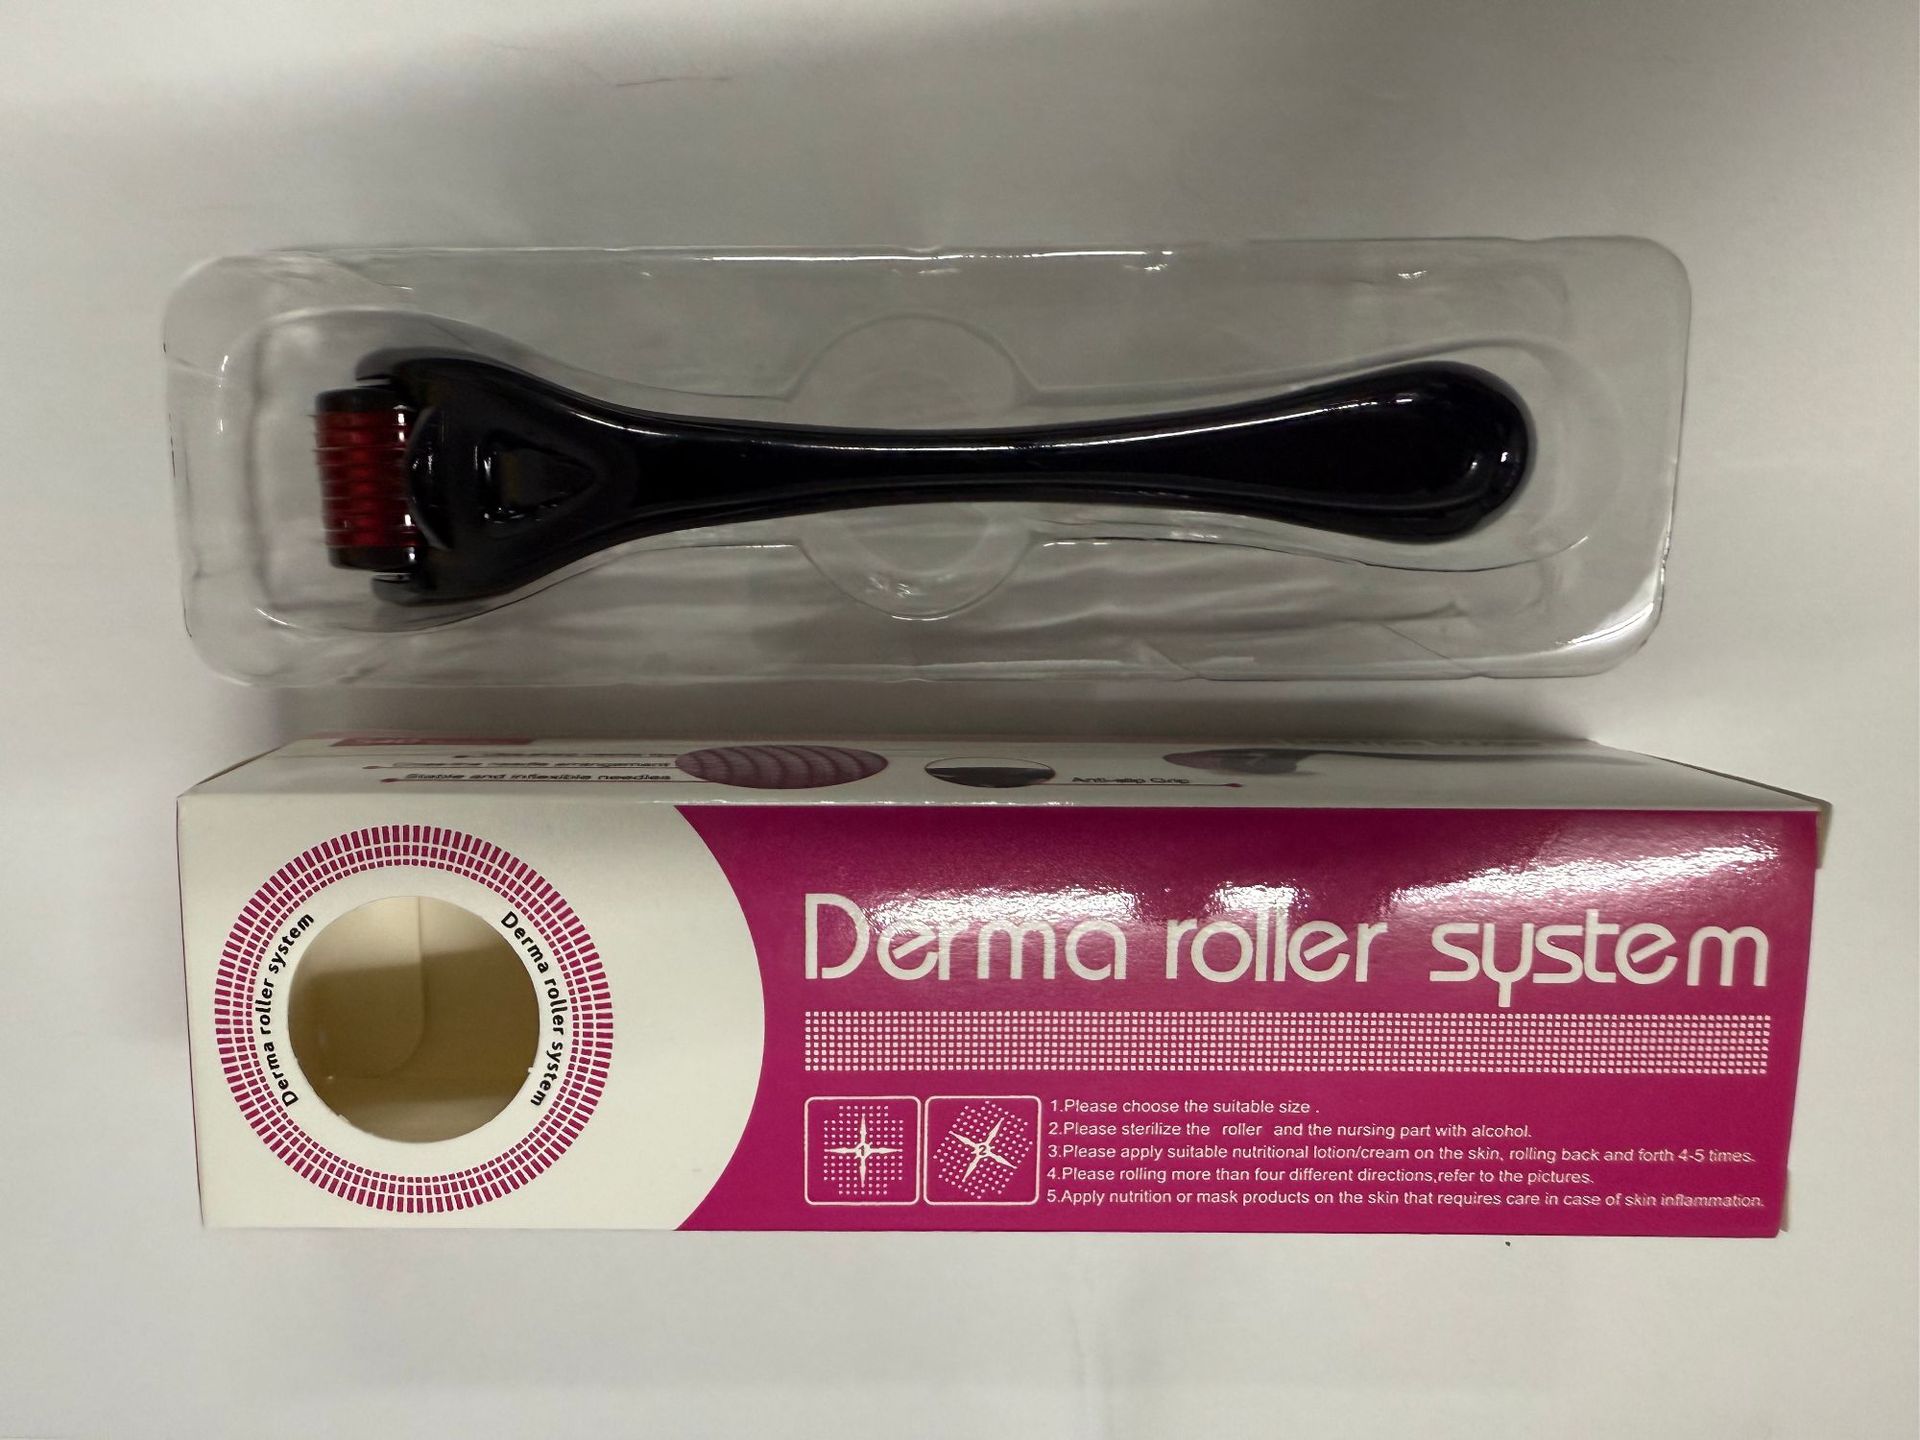 Stable and inflexible needles
Anti-slip Grip
Derma roller system
Derma roller system
Derma roller system
1
2
1.Please choose the suitable size .
2.Please sterilize the roller and the nursing part with alcohol.
3.Please apply suitable nutritional lotion/cream on the skin, rolling back and forth 4-5 times.
4.Please rolling more than four different directions,refer to the pictures.
5.Apply nutrition or mask products on the skin that requires care in case of skin inflammation.